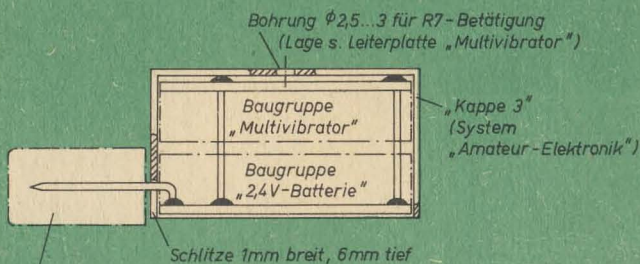 Bohrung ϕ2,5...3 für R7-Betätigung
(Lage s. Leiterplatte „Multivibrator“)
Baugruppe
„Multivibrator“
„Kappe 3“
(System
„Amateur-Elektronik“)
Baugruppe
„2,4V-Batterie“
Schlitze 1mm breit, 6mm tief